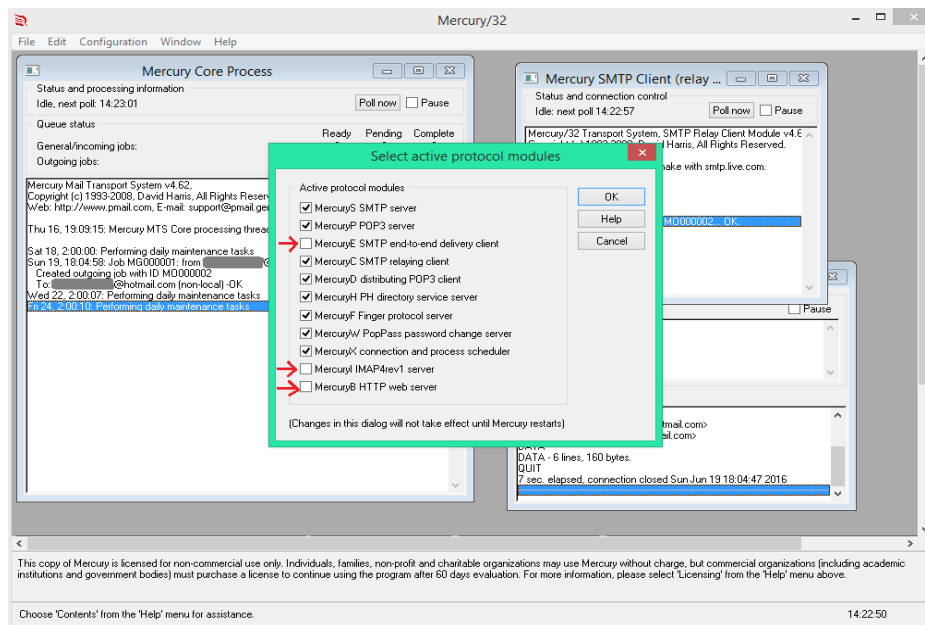 Mercury/32
File Edit Configuration Window Help
Mercury Core Process
Status and processing information
Idle, next poll: 14:23:01
Poll now
Pause
Queue status
Ready Pending Complete
General/incoming jobs:
Outgoing jobs:
Mercury Mail Transport System v4.62,
Copyright (c) 1993-2008, David Harris, All Rights Reser
Web: http://www.pmail.com, E-mail: support@pmail.ge
Thu 16, 19:09:15: Mercury MTS Core processing threa
Sat 18, 2:00:00: Performing daily maintenance tasks
Sun 19, 18:04:58: Job MG000001: from
Created outgoing job with ID MO000002
To: @hotmail.com (non-local) -OK
Wed 22, 2:00:07: Performing daily maintenance tasks
Fri 24, 2:00:10: Performing daily maintenance tasks
Mercury SMTP Client (relay ...
Status and connection control
Idle: next poll 14:22:57
Poll now
Pause
Mercury/32 Transport System, SMTP Relay Client Module v4.6
Harris, All Rights Reserved.
ake with smtp.live.com.
MO000002...OK.
Select active protocol modules
Active protocol modules
MercuryS SMTP server
MercuryP POP3 server
MercuryE SMTP end-to-end delivery client
MercuryC SMTP relaying client
MercuryD distributing POP3 client
MercuryH PH directory service server
MercuryF Finger protocol server
MercuryW PopPass password change server
MercuryX connection and process scheduler
MercuryI IMAP4rev1 server
MercuryB HTTP web server
(Changes in this dialog will not take effect until Mercury restarts)
OK
Help
Cancel
Pause
tmail.com>
ail.com>
DATA
DATA - 6 lines, 160 bytes.
QUIT
7 sec. elapsed, connection closed Sun Jun 19 18:04:47 2016
This copy of Mercury is licensed for non-commercial use only. Individuals, families, non-profit and charitable organizations may use Mercury without charge, but commercial organizations (including academic
institutions and government bodies) must purchase a license to continue using the program after 60 days evaluation. For more information, please select 'Licensing' from the 'Help' menu above.
Choose 'Contents' from the 'Help' menu for assistance.
14:22:50